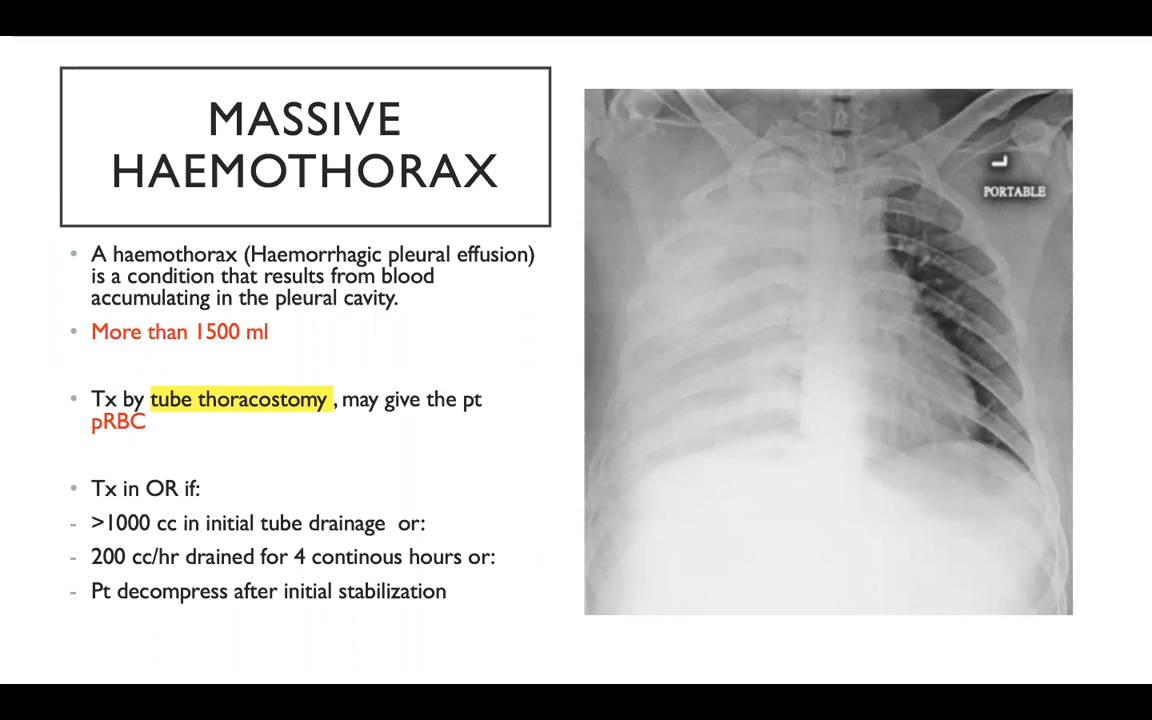 MASSIVE
HAEMOTHORAX
• A haemothorax (Haemorrhagic pleural effusion)
is a condition that results from blood
accumulating in the pleural cavity.
• More than 1500 ml
• Tx by tube thoracostomy , may give the pt
pRBC
• Tx in OR if:
- >1000 cc in initial tube drainage or:
- 200 cc/hr drained for 4 continous hours or:
- Pt decompress after initial stabilization
L
PORTABLE